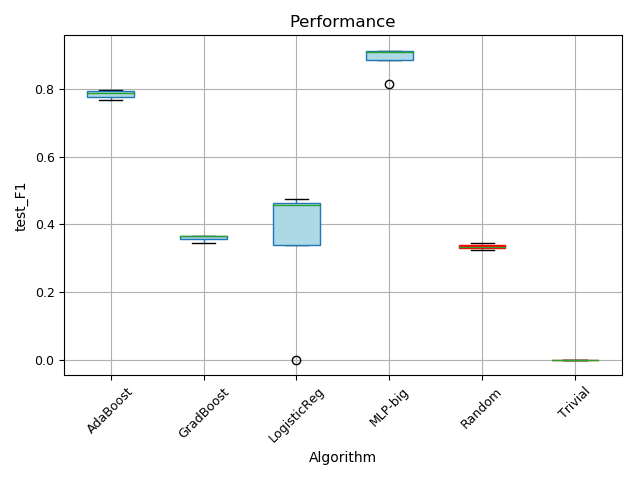 Performance
0.8
0.6
0.4
0.2
0.0
test_F1
AdaBoost
GradBoost
LogisticReg
MLP-big
Random
Trivial
Algorithm